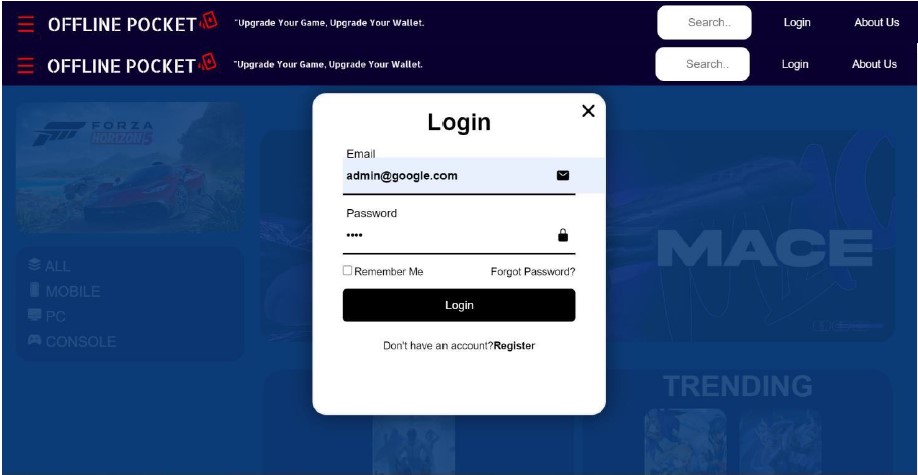 OFFLINE POCKET "Upgrade Your Game, Upgrade Your Wallet. Search.. Login About Us
OFFLINE POCKET "Upgrade Your Game, Upgrade Your Wallet. Search.. Login About Us
FORZA
HORIZON 5
ALL
MOBILE
PC
CONSOLE
Login
Email
admin@google.com
Password
Remember Me Forgot Password?
Login
Don't have an account?Register
MACE
TRENDING